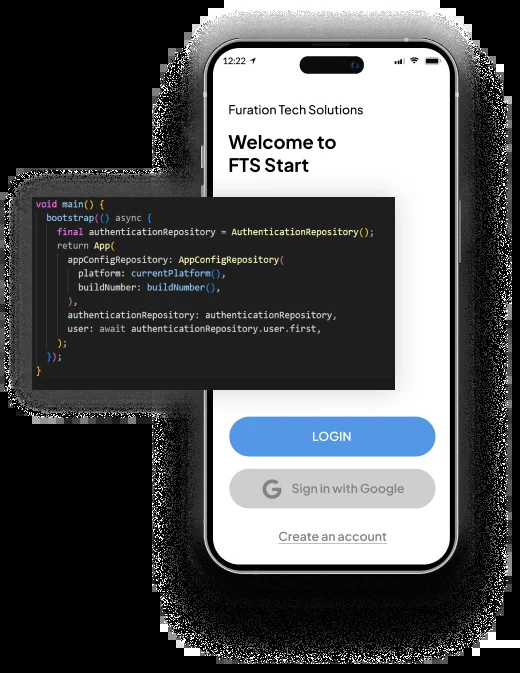 12:22
Furation Tech Solutions
Welcome to
FTS Start
void main() {
  bootstrap(() async {
    final authenticationRepository = AuthenticationRepository();
    return App(
      appConfigRepository: AppConfigRepository(
        platform: currentPlatform(),
        buildNumber: buildNumber(),
      ),
      authenticationRepository: authenticationRepository,
      user: await authenticationRepository.user.first,
    );
  });
}
LOGIN
G Sign in with Google
Create an account